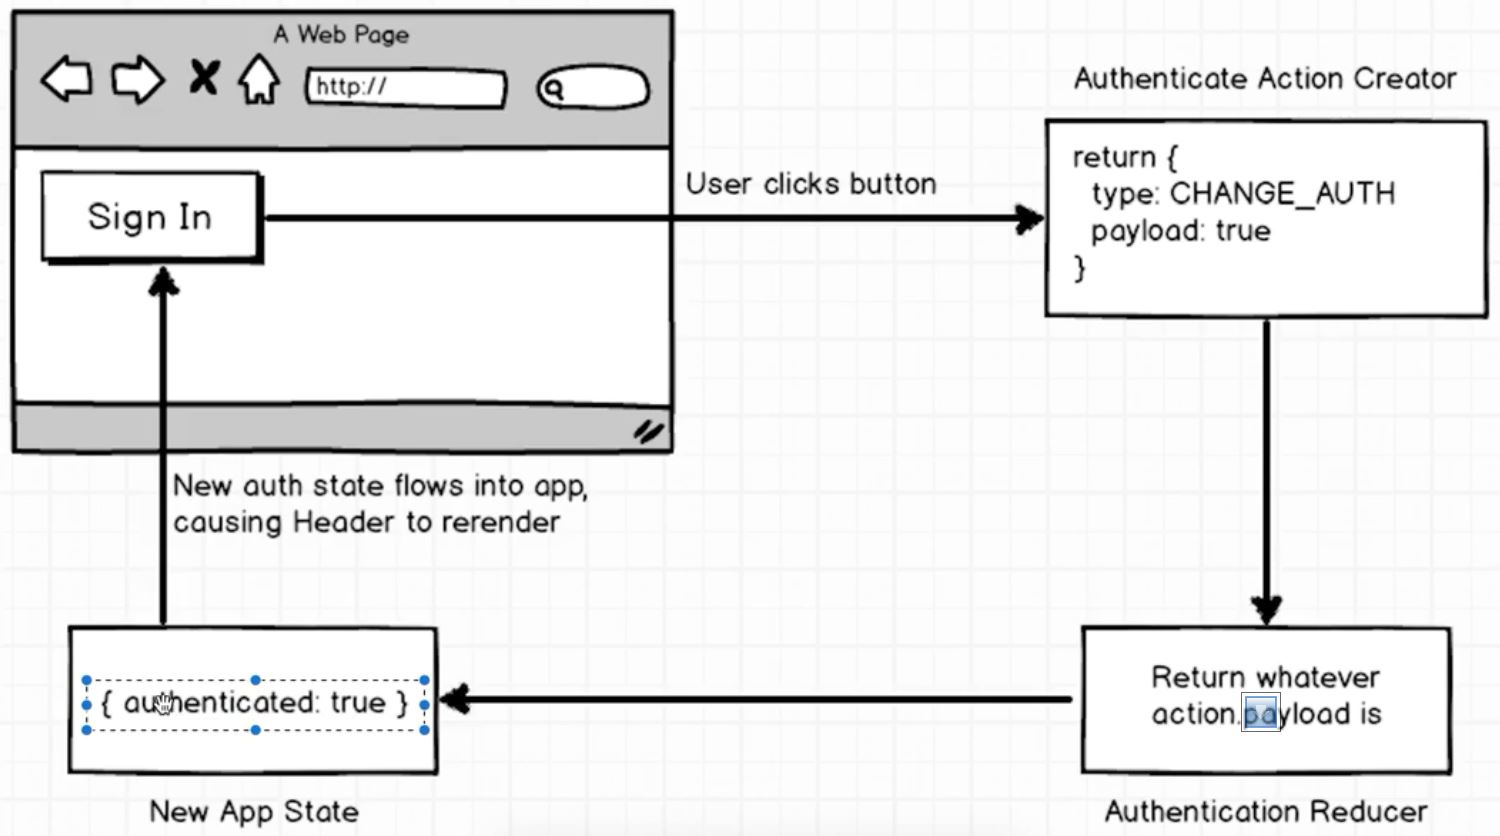 A Web Page
http://
Sign In
User clicks button
Authenticate Action Creator
return {
type: CHANGE_AUTH
payload: true
}
New auth state flows into app,
causing Header to rerender
{ authenticated: true }
New App State
Return whatever
action.payload is
Authentication Reducer